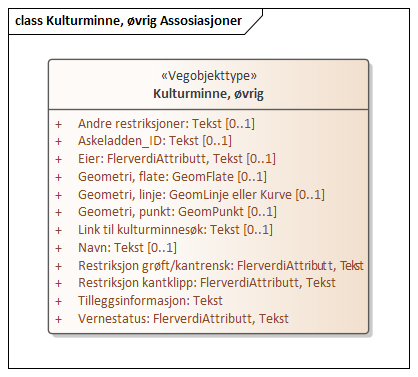 class Kulturminne, øvrig Assosiasjoner
«Vegobjekttype»
Kulturminne, øvrig
+ Andre restriksjoner: Tekst [0..1]
+ Askeladden_ID: Tekst [0..1]
+ Eier: FlerverdiAttributt, Tekst [0..1]
+ Geometri, flate: GeomFlate [0..1]
+ Geometri, linje: GeomLinje eller Kurve [0..1]
+ Geometri, punkt: GeomPunkt [0..1]
+ Link til kulturminnesøk: Tekst [0..1]
+ Navn: Tekst [0..1]
+ Restriksjon grøft/kantrensk: FlerverdiAttributt, Tekst
+ Restriksjon kantklipp: FlerverdiAttributt, Tekst
+ Tilleggsinformasjon: Tekst
+ Vernestatus: FlerverdiAttributt, Tekst